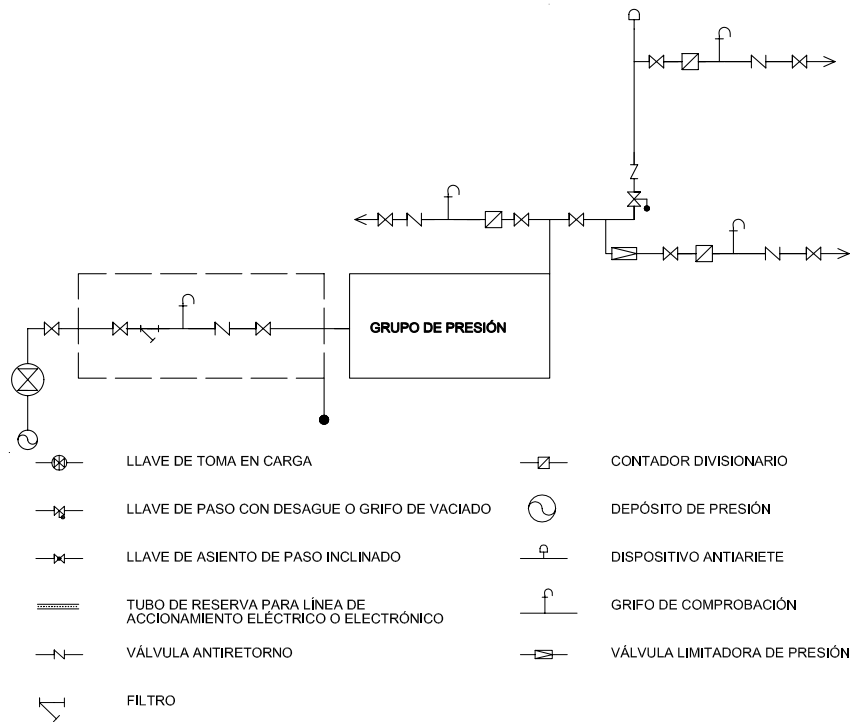 GRUPO DE PRESIÓN
LLAVE DE TOMA EN CARGA
LLAVE DE PASO CON DESAGUE O GRIFO DE VACIADO
LLAVE DE ASIENTO DE PASO INCLINADO
TUBO DE RESERVA PARA LÍNEA DE
ACCIONAMIENTO ELÉCTRICO O ELECTRÓNICO
VÁLVULA ANTIRETORNO
FILTRO
CONTADOR DIVISIONARIO
DEPÓSITO DE PRESIÓN
DISPOSITIVO ANTIARIETE
GRIFO DE COMPROBACIÓN
VÁLVULA LIMITADORA DE PRESIÓN